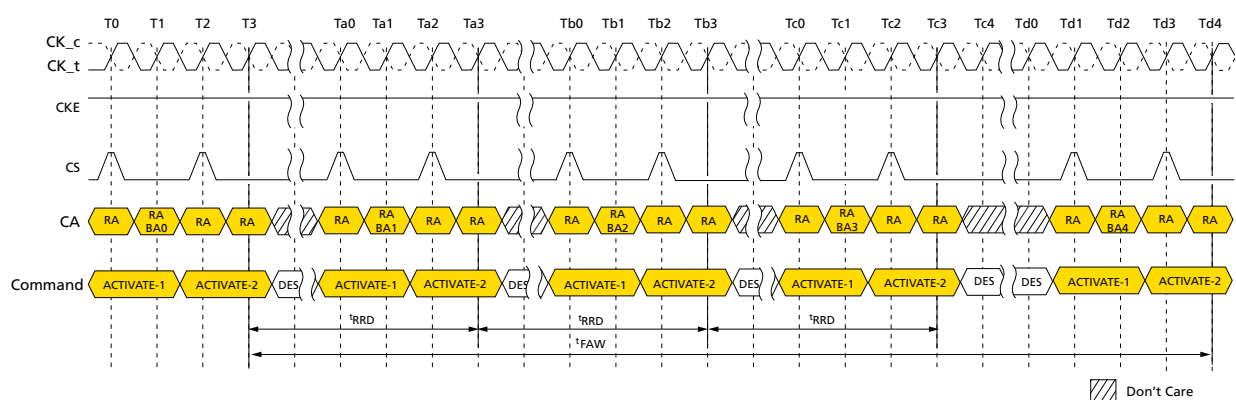 T0 T1 T2 T3 Ta0 Ta1 Ta2 Ta3 Tb0 Tb1 Tb2 Tb3 Tc0 Tc1 Tc2 Tc3 Tc4 Td0 Td1 Td2 Td3 Td4
CK_c
CK_t
CKE
CS
CA RA RA BA0 RA RA RA RA BA1 RA RA RA RA BA2 RA RA RA RA BA3 RA RA RA RA BA4 RA RA
Command ACTIVATE-1 ACTIVATE-2 DES ACTIVATE-1 ACTIVATE-2 DES ACTIVATE-1 ACTIVATE-2 DES ACTIVATE-1 ACTIVATE-2 DES DES ACTIVATE-1 ACTIVATE-2
tRRD tRRD tRRD
tFAW
Don't Care